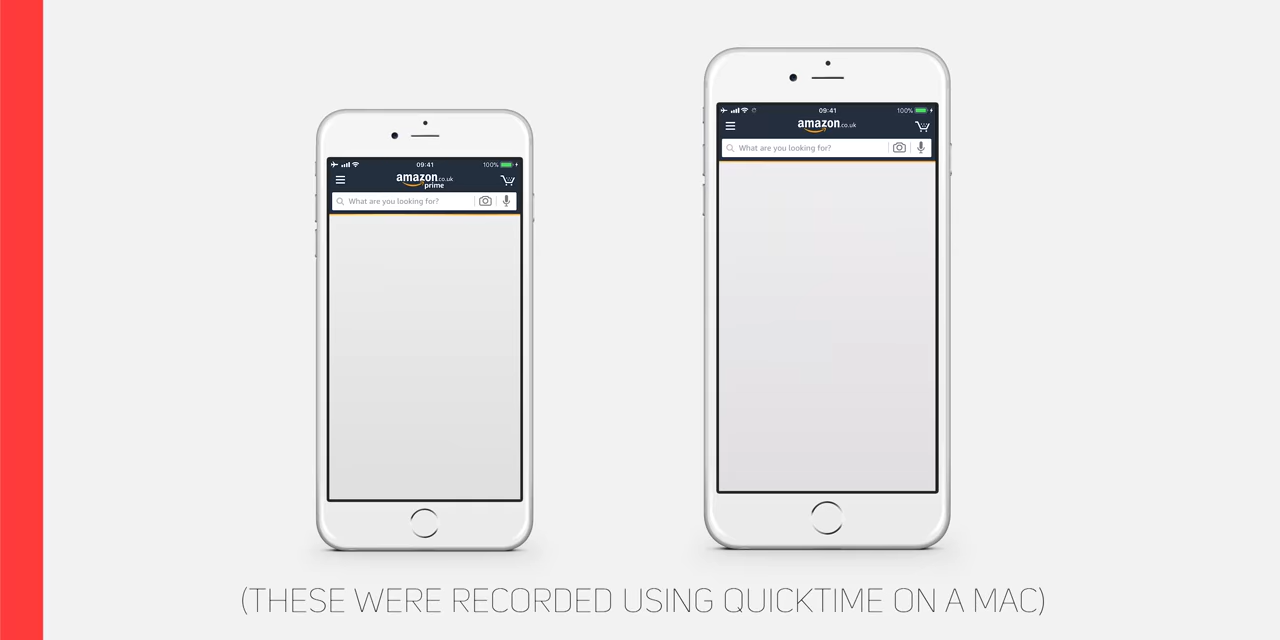 09:41
100%
amazon.co.uk
prime
What are you looking for?
09:41
100%
amazon.co.uk
What are you looking for?
(THESE WERE RECORDED USING QUICKTIME ON A MAC)